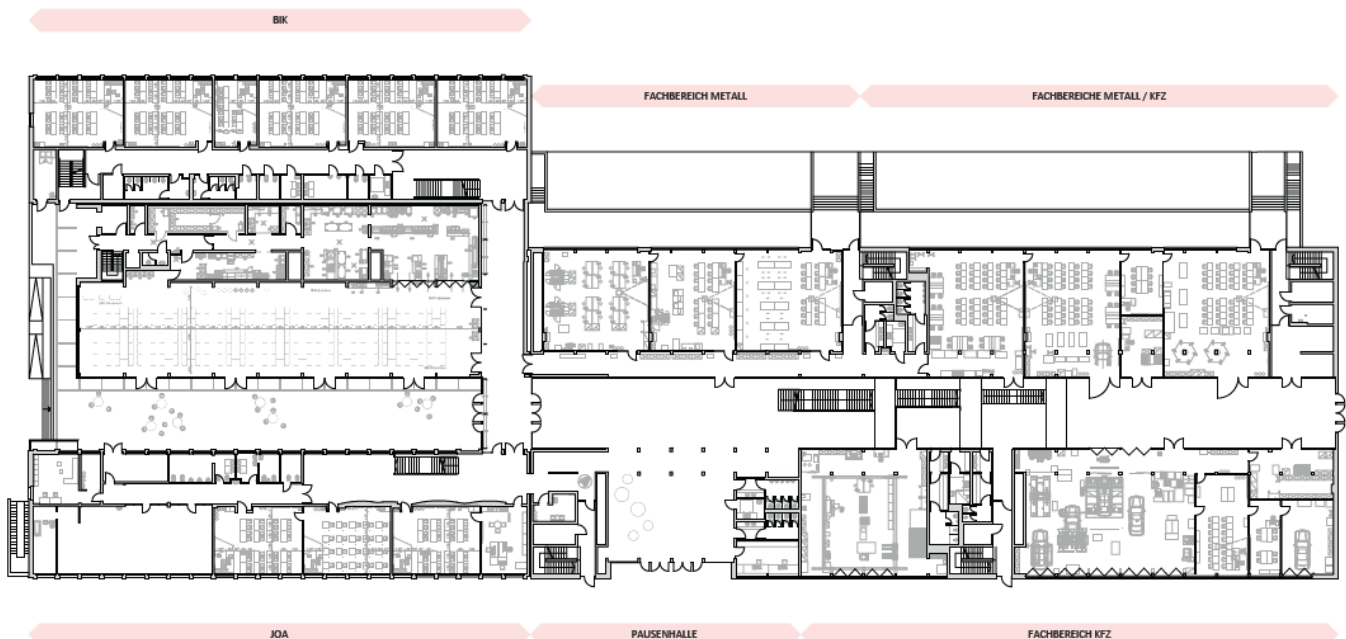 BIK
FACHBEREICH METALL
FACHBEREICHE METALL / KFZ
JOA
PAUSENHALLE
FACHBEREICH KFZ